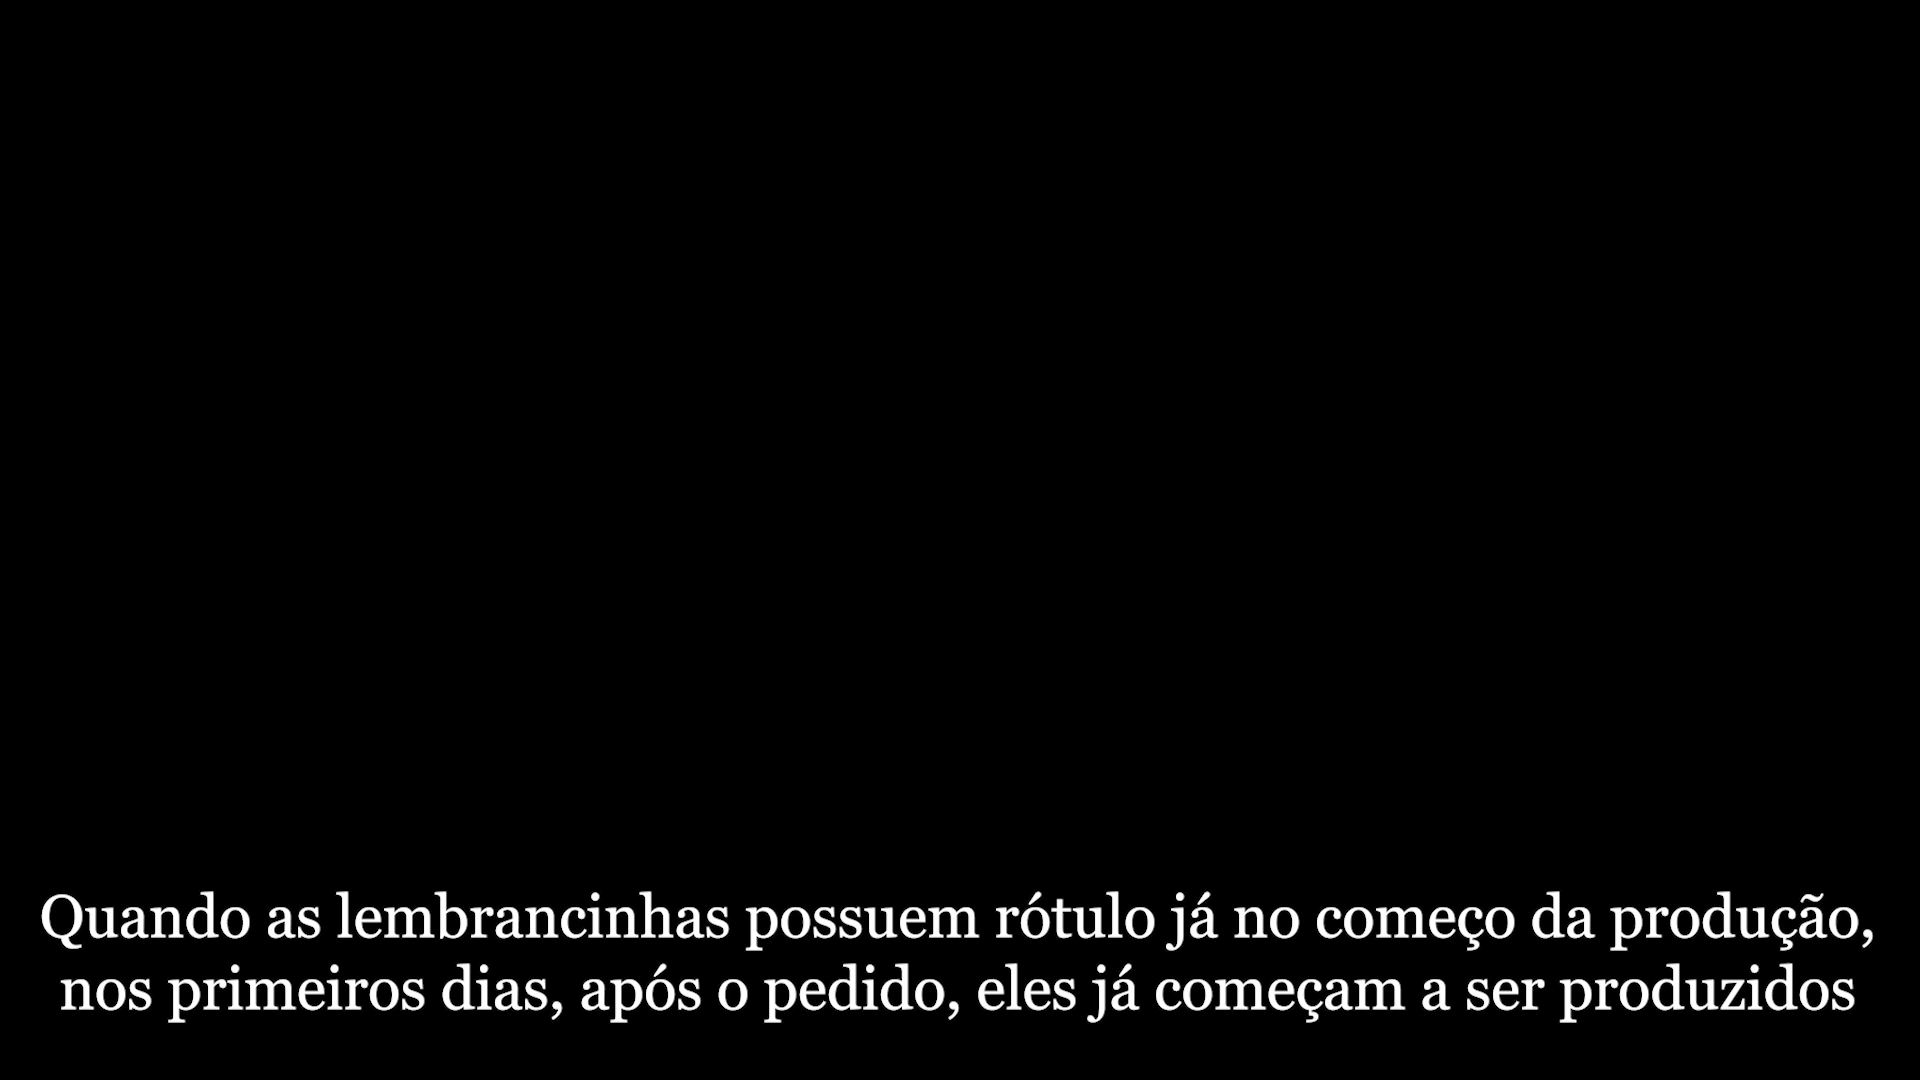 Quando as lembrancinhas possuem rótulo já no começo da produção,
nos primeiros dias, após o pedido, eles já começam a ser produzidos